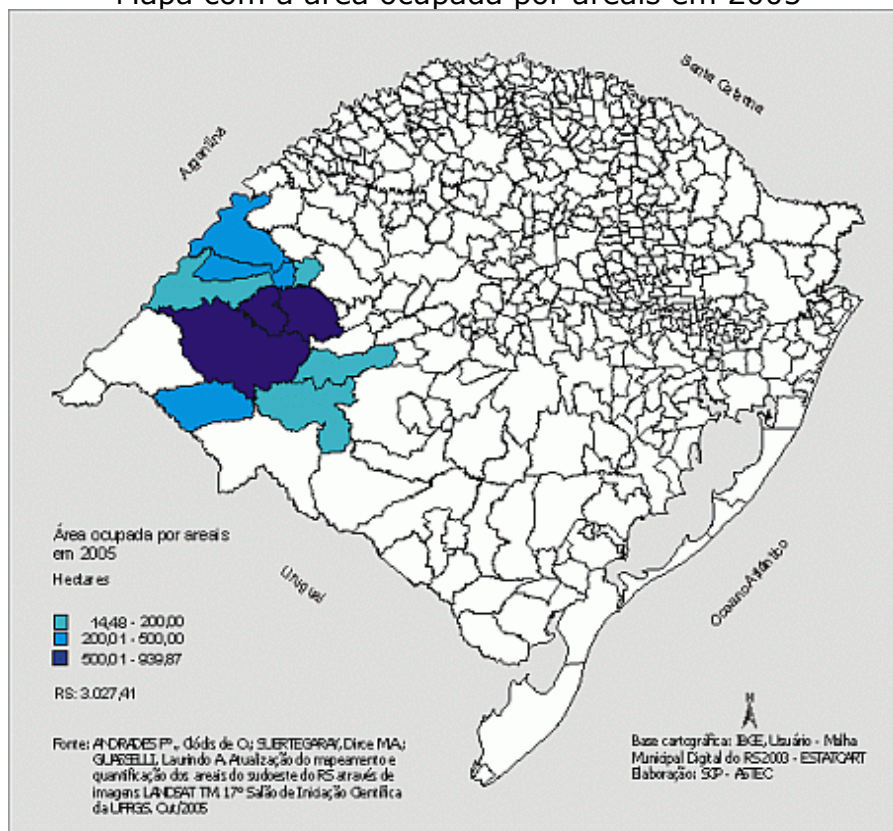 Mapa com a área ocupada por areais em 2005
Santa Catarina
Argentina
Área ocupada por areais
em 2005
Hectares
14,48 - 200,00
200,01 - 500,00
500,01 - 939,87
RS: 3.027,41
Uruguai
Oceano Atlântico
N
Fonte: ANDRADES Fº., Clódis de O.; SUERTEGARAY, Dirce M.A.;
GUASSELLI, Laurindo A. Atualização do mapeamento e
quantificação dos areais do sudoeste do RS através de
imagens LANDSAT TM. 17º Salão de Iniciação Científica
da UFRGS. Out/2005
Base cartográfica: IBGE, Usuário - Malha
Municipal Digital do RS 2003 - ESTATCART
Elaboração: SCP - ASTEC